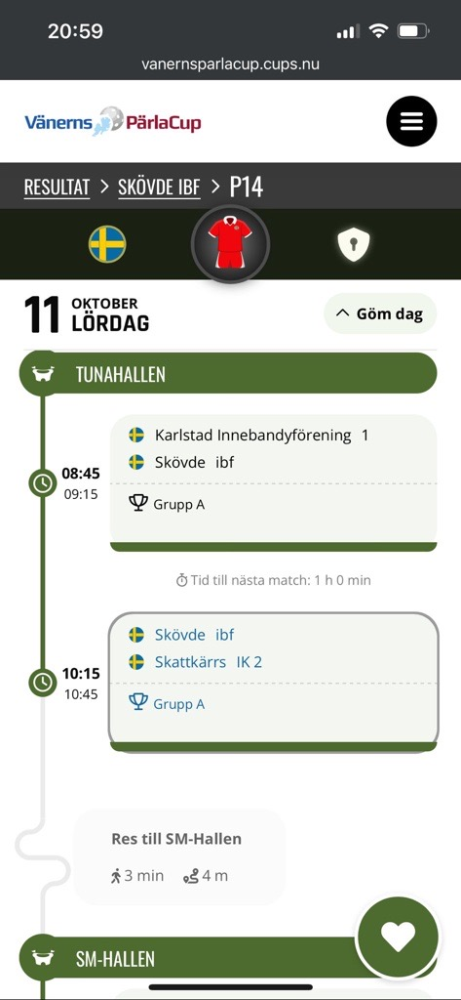 20:59
vanernsparlacup.cups.nu
Vänerns PärlaCup
RESULTAT > SKÖVDE IBF > P14
11 OKTOBER
LÖRDAG
Göm dag
TUNAHALLEN
08:45
09:15
Karlstad Innebandyförening 1
Skövde ibf
Grupp A
Tid till nästa match: 1 h 0 min
10:15
10:45
Skövde ibf
Skattkärrs IK 2
Grupp A
Res till SM-Hallen
3 min 4 m
SM-HALLEN